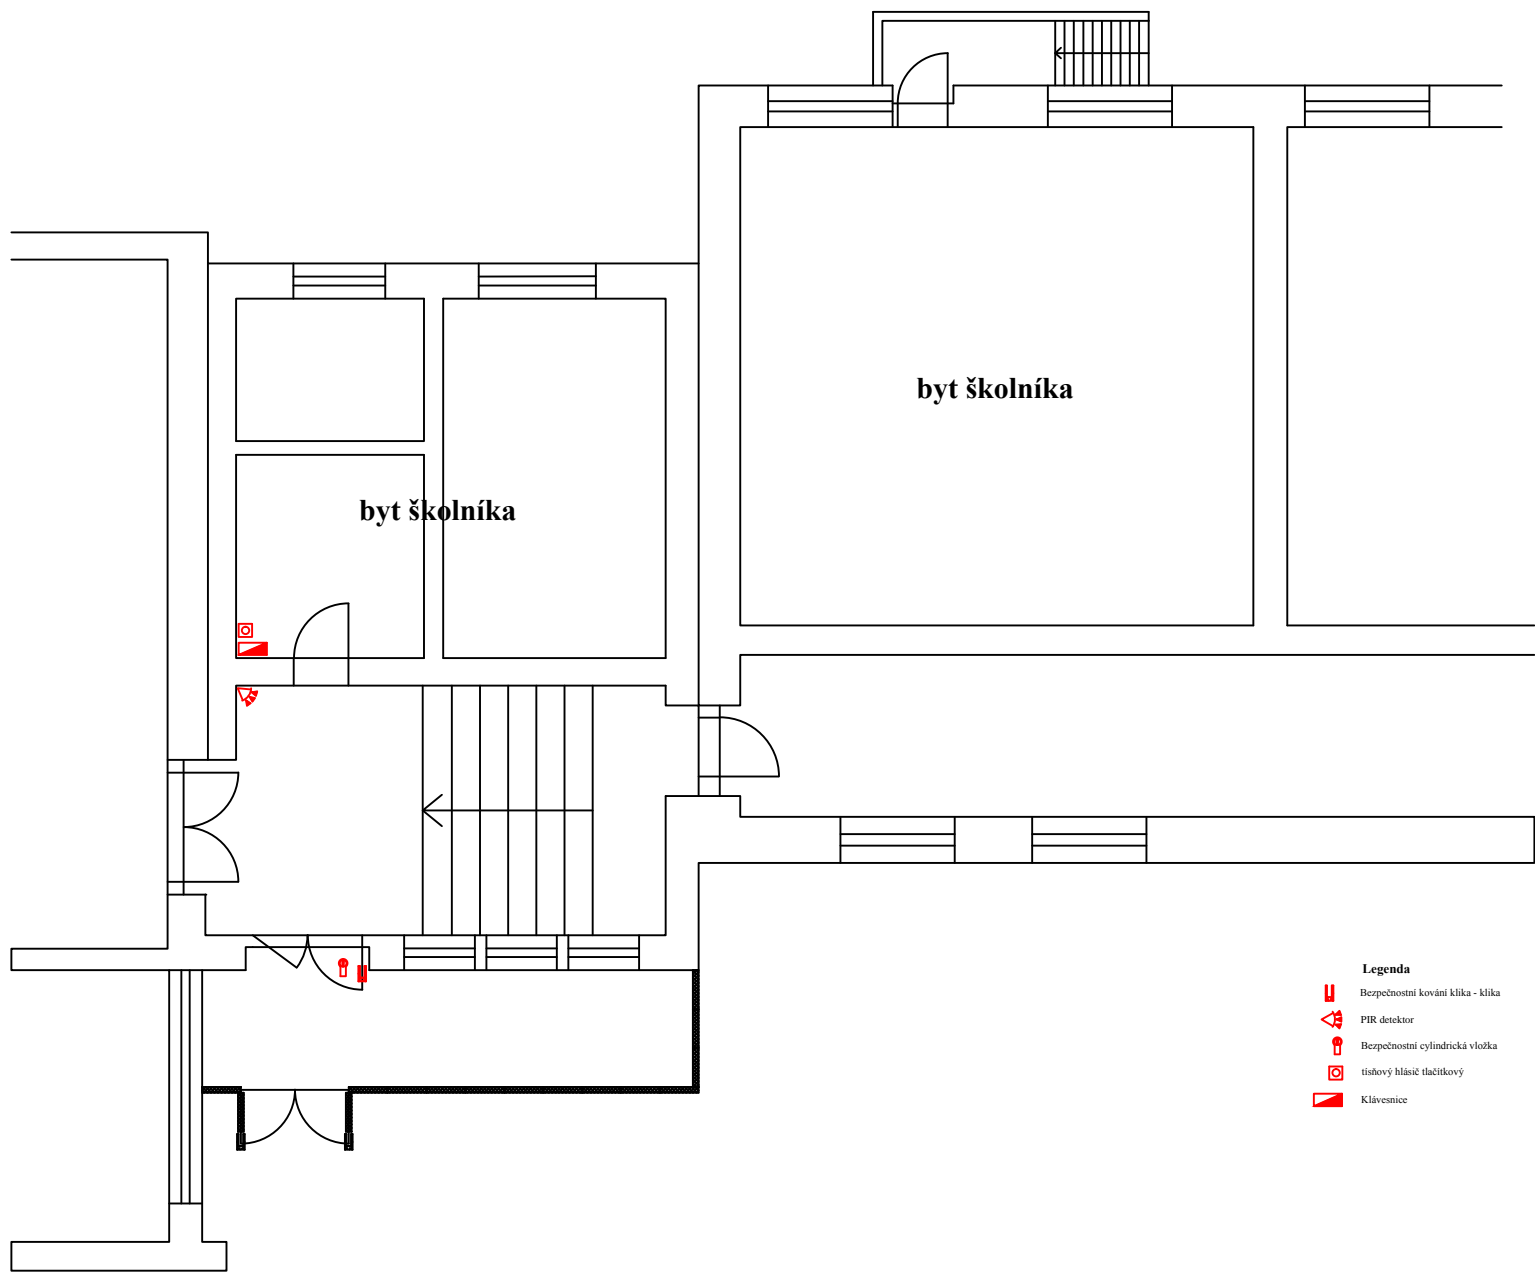 byt školníka
byt školníka
Legenda
Bezpečnostní kování klika - klika
PIR detektor
Bezpečnostní cylindrická vložka
tísňový hlásič tlačítkový
Klávesnice